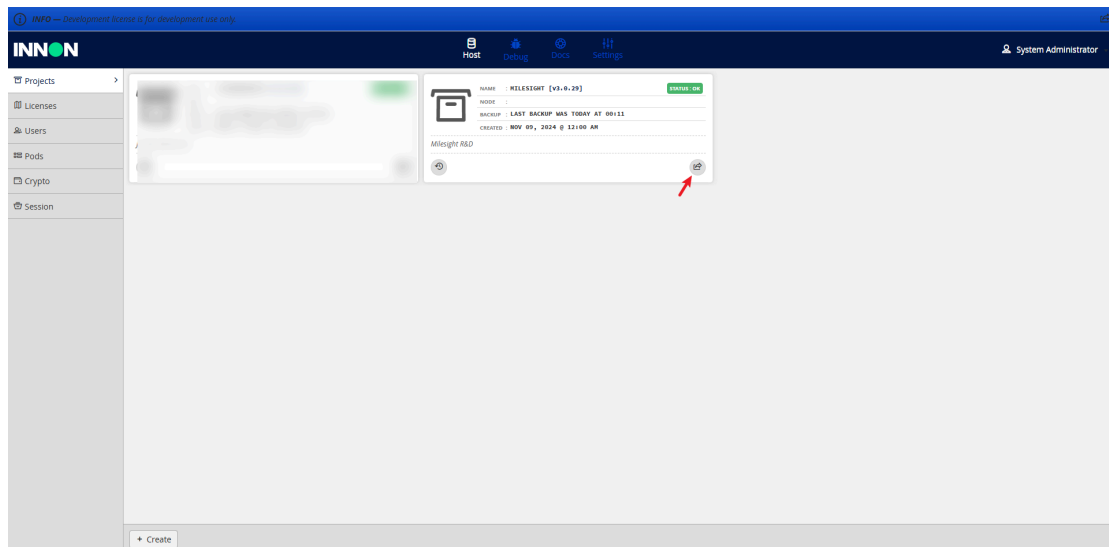 INFO — Development license is for development use only.
INNON
Host
Debug
Docs
Settings
System Administrator
Projects
Licenses
Users
Pods
Crypto
Session
NAME : MILESIGHT [V3.0.29]
STATUS: OK
NODE :
BACKUP : LAST BACKUP WAS TODAY AT 00:11
CREATED : NOV 09, 2024 @ 12:00 AM
Milesight R&D
+ Create